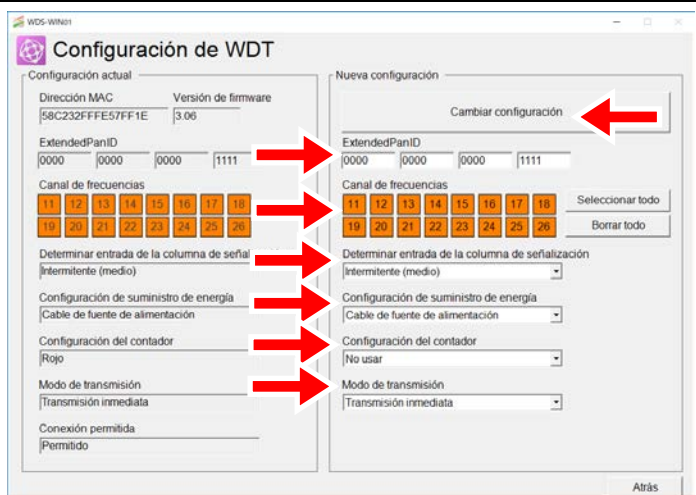 WDS-WIN01
Configuración de WDT
Configuración actual
Dirección MAC Versión de firmware
58C232FFFE57FF1E 3.06
ExtendedPanID
0000 0000 0000 1111
Canal de frecuencias
11 12 13 14 15 16 17 18
19 20 21 22 23 24 25 26
Determinar entrada de la columna de señal
Intermitente (medio)
Configuración de suministro de energía
Cable de fuente de alimentación
Configuración del contador
Rojo
Modo de transmisión
Transmisión inmediata
Conexión permitida
Permitido
Nueva configuración
Cambiar configuración
ExtendedPanID
0000 0000 0000 1111
Canal de frecuencias
11 12 13 14 15 16 17 18
19 20 21 22 23 24 25 26
Seleccionar todo
Borrar todo
Determinar entrada de la columna de señalización
Intermitente (medio)
Configuración de suministro de energía
Cable de fuente de alimentación
Configuración del contador
No usar
Modo de transmisión
Transmisión inmediata
Atrás